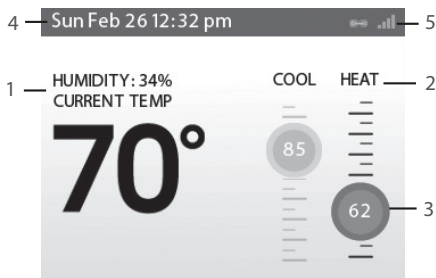 4 Sun Feb 26 12:32 pm 5
1 HUMIDITY: 34% COOL HEAT 2
CURRENT TEMP
70°
85
62 3